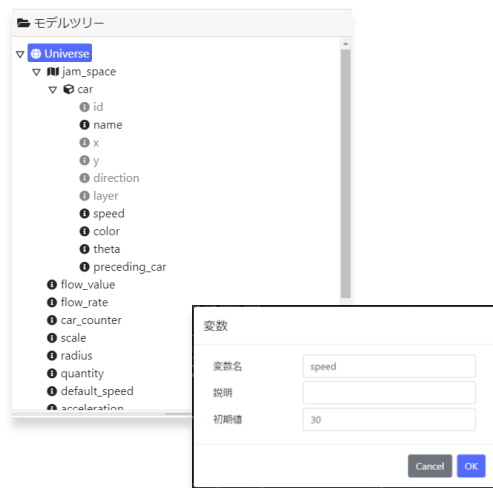 モデルツリー
Universe
jam_space
car
id
name
x
y
direction
layer
speed
color
theta
preceding_car
flow_value
flow_rate
car_counter
scale
radius
quantity
default_speed
acceleration
変数
変数名 speed
説明
初期値 30
Cancel OK